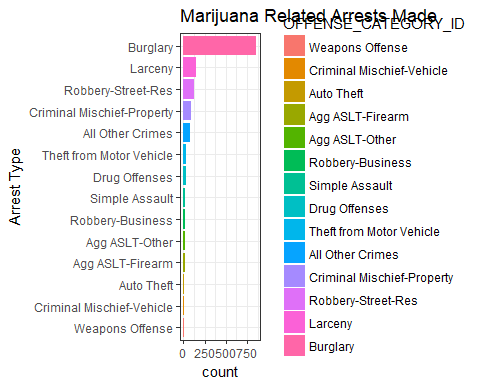 Marijuana Related Arrests Made
OFFENSE_CATEGORY_ID
Arrest Type
Burglary
Larceny
Robbery-Street-Res
Criminal Mischief-Property
All Other Crimes
Theft from Motor Vehicle
Drug Offenses
Simple Assault
Robbery-Business
Agg ASLT-Other
Agg ASLT-Firearm
Auto Theft
Criminal Mischief-Vehicle
Weapons Offense
0 250500750
count
Weapons Offense
Criminal Mischief-Vehicle
Auto Theft
Agg ASLT-Firearm
Agg ASLT-Other
Robbery-Business
Simple Assault
Drug Offenses
Theft from Motor Vehicle
All Other Crimes
Criminal Mischief-Property
Robbery-Street-Res
Larceny
Burglary